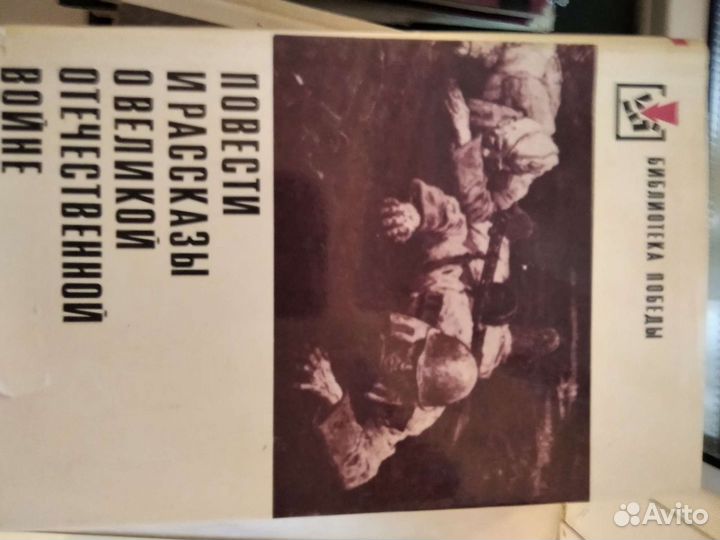 БИБЛИОТЕКА ПОБЕДЫ
ПОВЕСТИ
И РАССКАЗЫ
О ВЕЛИКОЙ
ОТЕЧЕСТВЕННОЙ
ВОЙНЕ
Avito